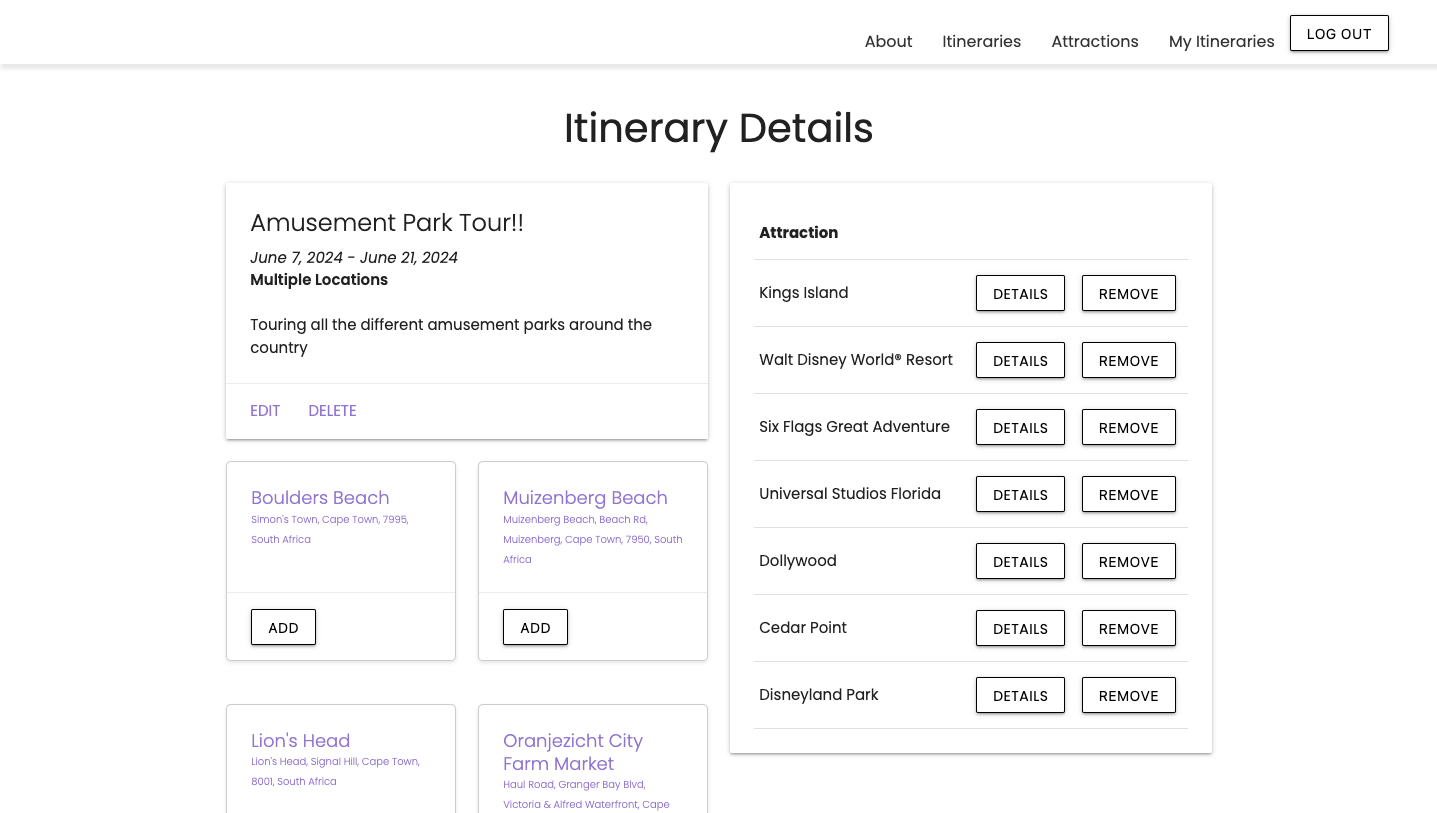 About Itineraries Attractions My Itineraries LOG OUT
Itinerary Details
Amusement Park Tour!!
June 7, 2024 - June 21, 2024
Multiple Locations
Touring all the different amusement parks around the
country
EDIT DELETE
Boulders Beach
Simon's Town, Cape Town, 7995,
South Africa
ADD
Muizenberg Beach
Muizenberg Beach, Beach Rd,
Muizenberg, Cape Town, 7950, South
Africa
ADD
Lion's Head
Lion's Head, Signal Hill, Cape Town,
8001, South Africa
Oranjezicht City
Farm Market
Haul Road, Granger Bay Blvd,
Victoria & Alfred Waterfront, Cape
Attraction
Kings Island DETAILS REMOVE
Walt Disney World® Resort DETAILS REMOVE
Six Flags Great Adventure DETAILS REMOVE
Universal Studios Florida DETAILS REMOVE
Dollywood DETAILS REMOVE
Cedar Point DETAILS REMOVE
Disneyland Park DETAILS REMOVE